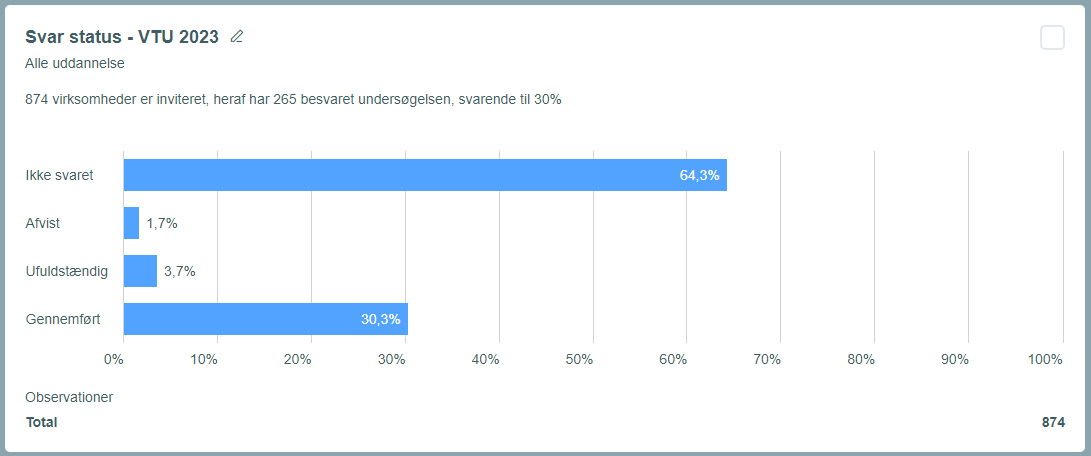 Svar status - VTU 2023
Alle uddannelse
874 virksomheder er inviteret, heraf har 265 besvaret undersøgelsen, svarende til 30%
Ikke svaret 64,3%
Afvist 1,7%
Ufuldstændig 3,7%
Gennemført 30,3%
0% 10% 20% 30% 40% 50% 60% 70% 80% 90% 100%
Observationer
Total 874